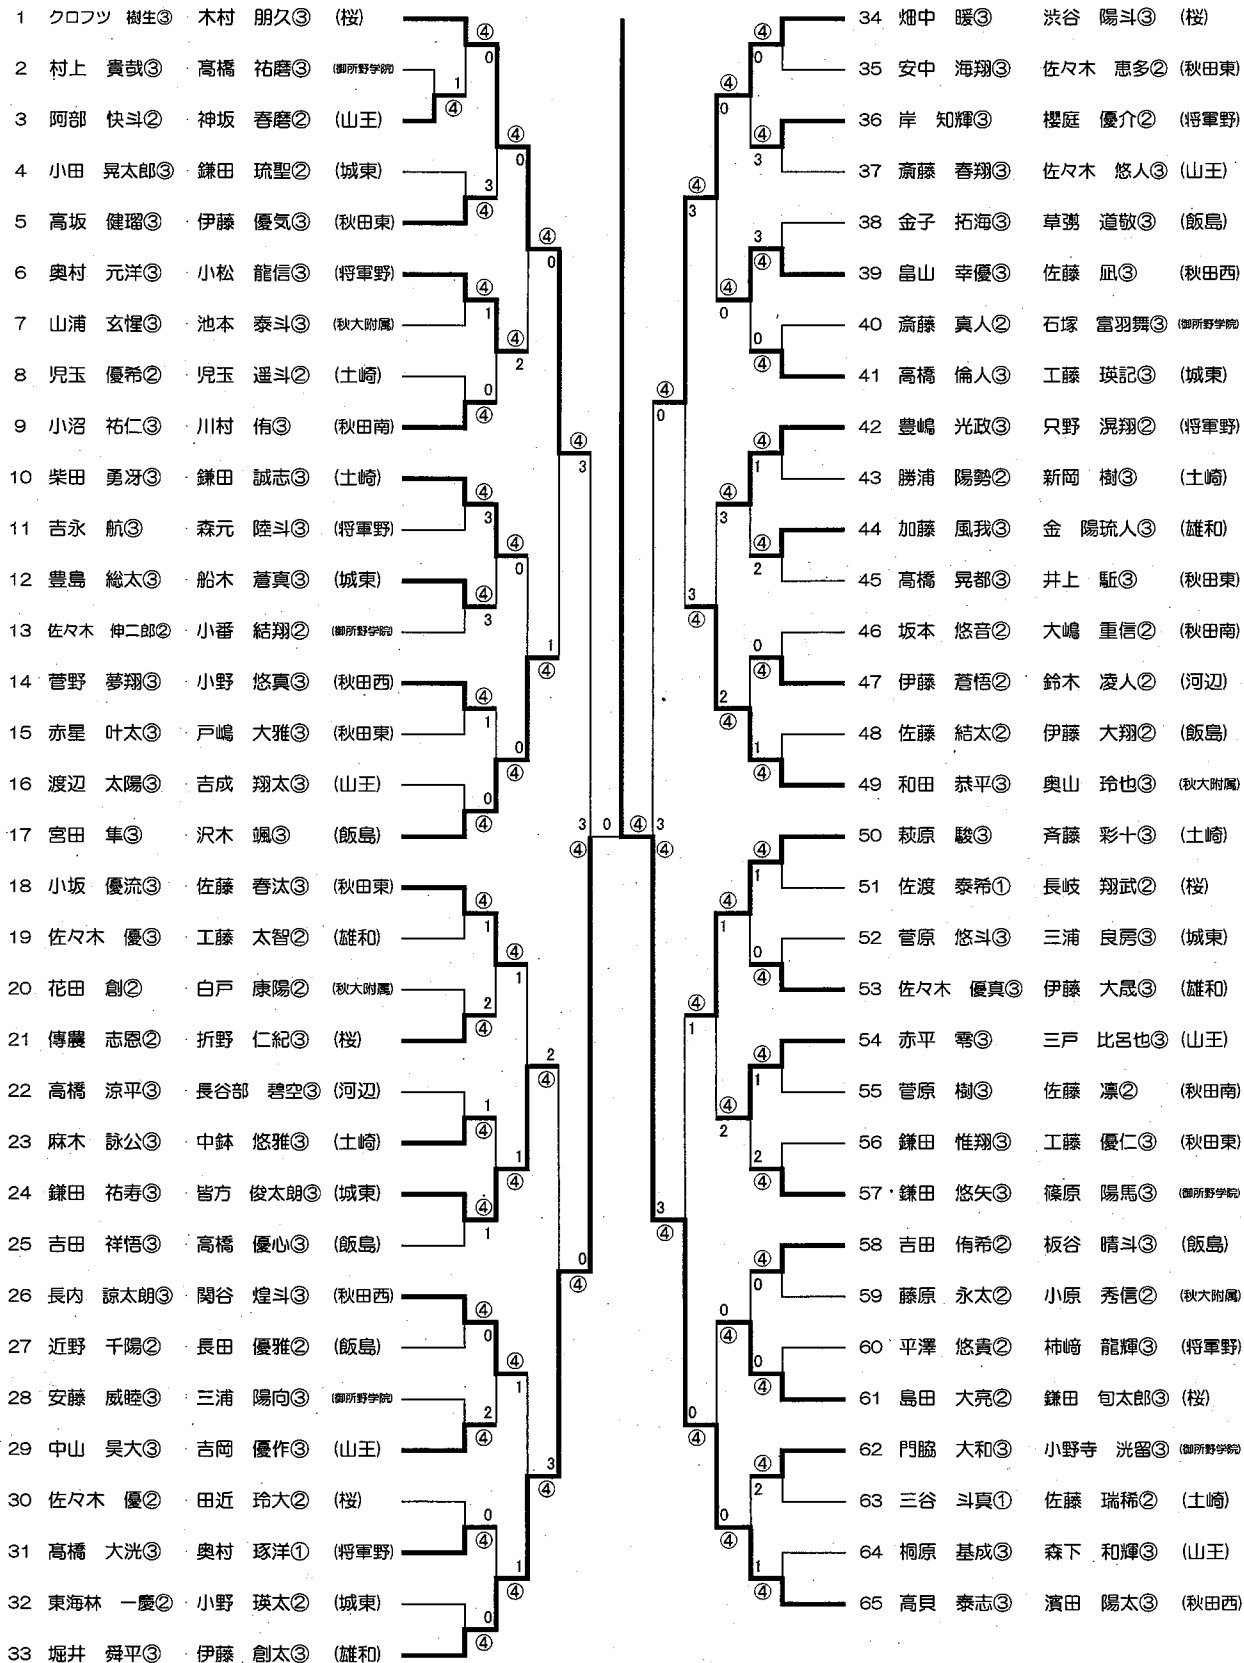 1 クロフツ 樹生③ 木村 朋久③ (桜)
2 村上 貴哉③ 高橋 祐磨③ (御所野学院)
3 阿部 快斗② 神坂 春磨② (山王)
4 小田 晃太郎③ 鎌田 琉聖② (城東)
5 高坂 健瑠③ 伊藤 優気③ (秋田東)
6 奥村 元洋③ 小松 龍信③ (将軍野)
7 山浦 玄惺③ 池本 泰斗③ (秋大附属)
8 児玉 優希② 児玉 遥斗② (土崎)
9 小沼 祐仁③ 川村 侑③ (秋田南)
10 柴田 勇冴③ 鎌田 誠志③ (土崎)
11 吉永 航③ 森元 陸斗③ (将軍野)
12 豊島 総太③ 船木 蒼真③ (城東)
13 佐々木 伸二郎② 小番 結翔② (御所野学院)
14 菅野 夢翔③ 小野 悠真③ (秋田西)
15 赤星 叶太③ 戸嶋 大雅③ (秋田東)
16 渡辺 太陽③ 吉成 翔太③ (山王)
17 宮田 隼③ 沢木 颯③ (飯島)
18 小坂 優流③ 佐藤 春汰③ (秋田東)
19 佐々木 優③ 工藤 太智② (雄和)
20 花田 創② 白戸 康陽② (秋大附属)
21 傳農 志恩② 折野 仁紀③ (桜)
22 高橋 涼平③ 長谷部 碧空③ (河辺)
23 麻木 詠公③ 中鉢 悠雅③ (土崎)
24 鎌田 祐寿③ 皆方 俊太朗③ (城東)
25 吉田 祥悟③ 高橋 優心③ (飯島)
26 長内 諒太朗③ 関谷 煌斗③ (秋田西)
27 近野 千陽② 長田 優雅② (飯島)
28 安藤 威睦③ 三浦 陽向③ (御所野学院)
29 中山 昊大③ 吉岡 優作③ (山王)
30 佐々木 優② 田近 玲大② (桜)
31 高橋 大洸③ 奥村 琢洋① (将軍野)
32 東海林 一慶② 小野 瑛太② (城東)
33 堀井 舜平③ 伊藤 創太③ (雄和)
34 畑中 暖③ 渋谷 陽斗③ (桜)
35 安中 海翔③ 佐々木 恵多② (秋田東)
36 岸 知輝③ 櫻庭 優介② (将軍野)
37 斎藤 春翔③ 佐々木 悠人③ (山王)
38 金子 拓海③ 草彅 道敬③ (飯島)
39 畠山 幸優③ 佐藤 凪③ (秋田西)
40 斎藤 真人② 石塚 富羽舞③ (御所野学院)
41 高橋 倫人③ 工藤 瑛記③ (城東)
42 豊嶋 光政③ 只野 滉翔② (将軍野)
43 勝浦 陽勢② 新岡 樹③ (土崎)
44 加藤 風我③ 金 陽琉人③ (雄和)
45 高橋 晃都③ 井上 駈③ (秋田東)
46 坂本 悠音② 大嶋 重信② (秋田南)
47 伊藤 蒼悟② 鈴木 凌人② (河辺)
48 佐藤 結太② 伊藤 大翔② (飯島)
49 和田 恭平③ 奥山 玲也③ (秋大附属)
50 萩原 駿③ 斉藤 彩十③ (土崎)
51 佐渡 泰希① 長岐 翔武② (桜)
52 菅原 悠斗③ 三浦 良房③ (城東)
53 佐々木 優真③ 伊藤 大晟③ (雄和)
54 赤平 雫③ 三戸 比呂也③ (山王)
55 菅原 樹③ 佐藤 凛② (秋田南)
56 鎌田 惟翔③ 工藤 優仁③ (秋田東)
57 鎌田 悠矢③ 篠原 陽馬③ (御所野学院)
58 吉田 侑希② 板谷 晴斗③ (飯島)
59 藤原 永太② 小原 秀信② (秋大附属)
60 平澤 悠貴② 柿﨑 龍輝③ (将軍野)
61 島田 大亮② 鎌田 旬太郎③ (桜)
62 門脇 大和③ 小野寺 洸留③ (御所野学院)
63 三谷 斗真① 佐藤 瑞稀② (土崎)
64 桐原 基成③ 森下 和輝③ (山王)
65 高貝 泰志③ 濱田 陽太③ (秋田西)